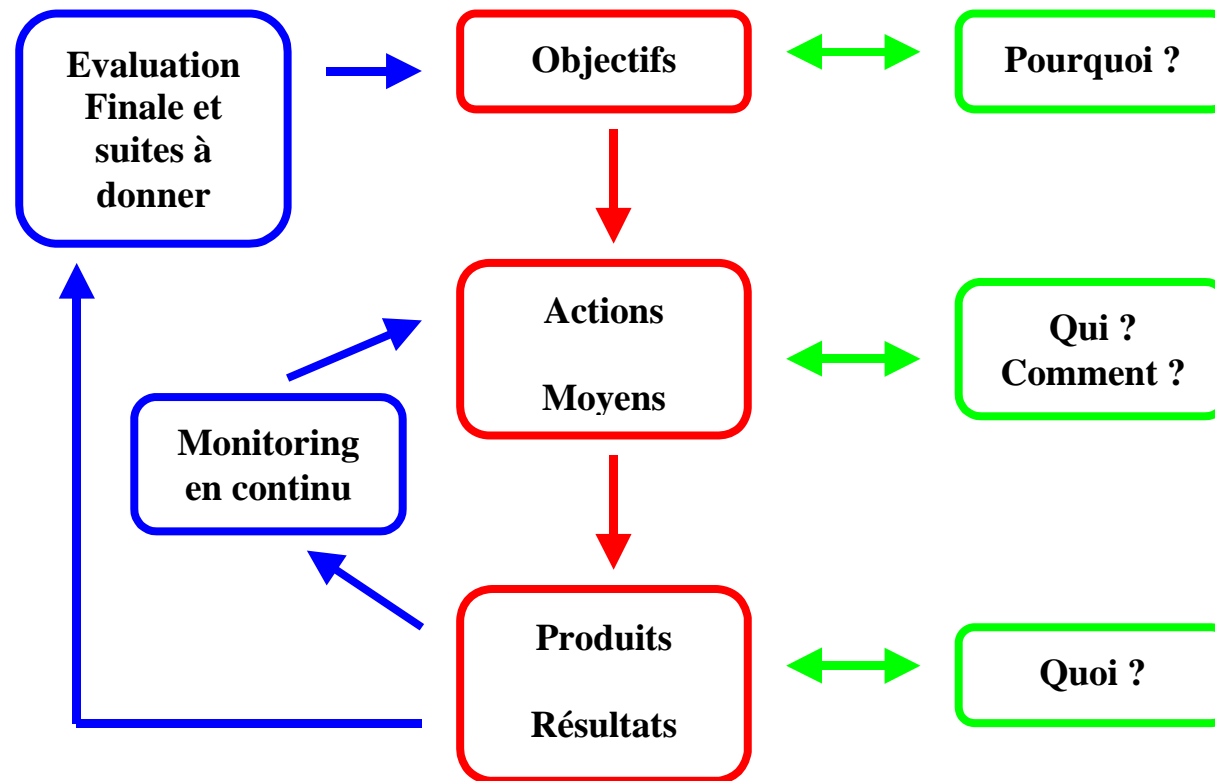 Evaluation
Finale et
suites à
donner
Objectifs
Pourquoi ?
Actions
Moyens
Qui ?
Comment ?
Monitoring
en continu
Produits
Résultats
Quoi ?